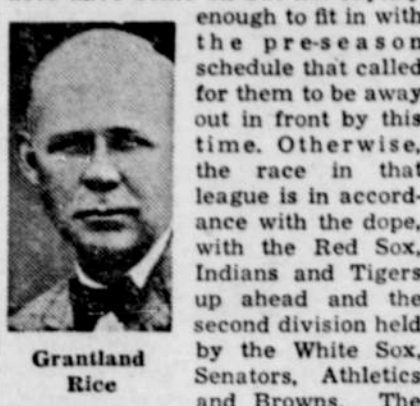 enough to fit in with
the pre-season
schedule that called
for them to be away
out in front by this
time. Otherwise,
the race in that
league is in accord-
ance with the dope,
with the Red Sox,
Indians and Tigers
up ahead and the
second division held
by the White Sox,
Senators, Athletics
and Browns. The
Grantland
Rice